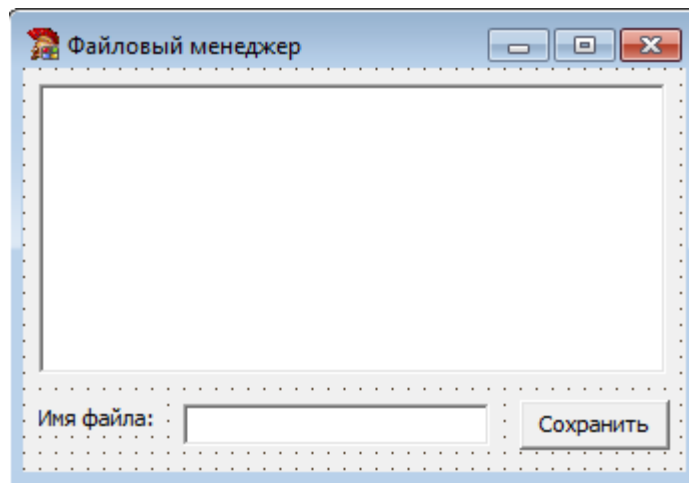 Файловый менеджер
Имя файла:
Сохранить